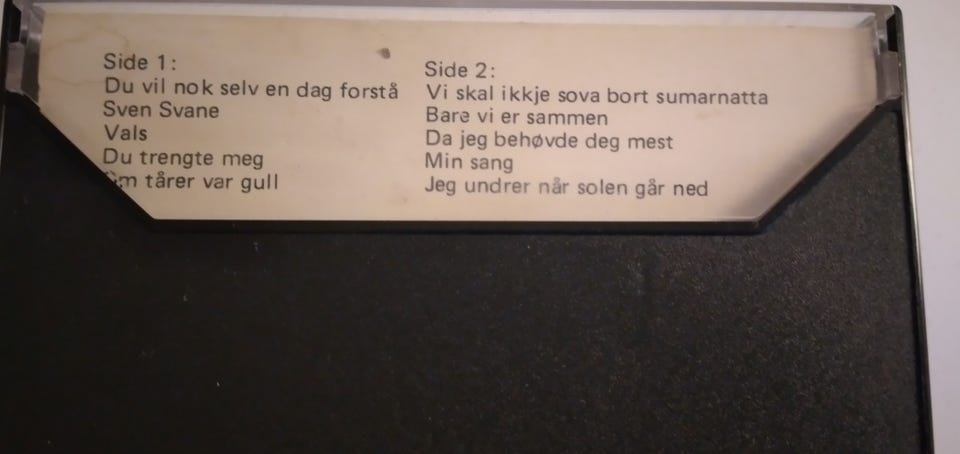 Side 1:
Du vil nok selv en dag forstå
Sven Svane
Vals
Du trengte meg
Om tårer var gull
Side 2:
Vi skal ikkje sova bort sumarnatta
Bare vi er sammen
Da jeg behøvde deg mest
Min sang
Jeg undrer når solen går ned